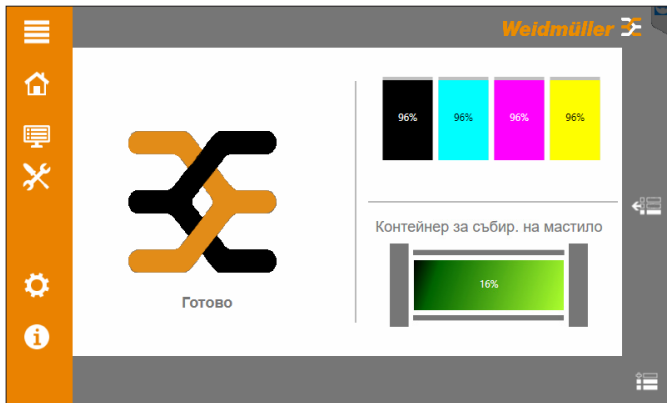 Weidmüller
96%
96%
96%
96%
Контейнер за събир. на мастило
16%
Готово